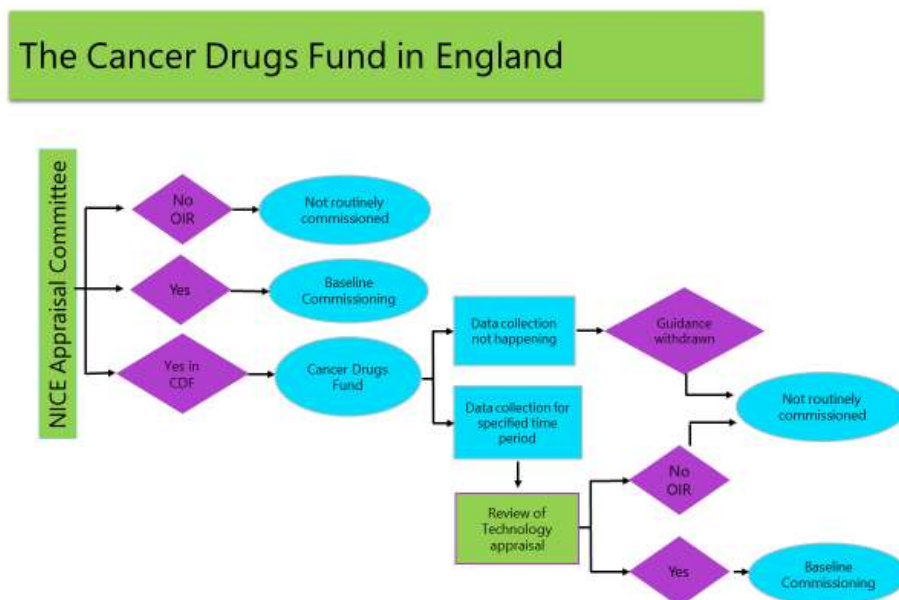 The Cancer Drugs Fund in England
NICE Appraisal Committee
No
OIR
Not routinely
commissioned
Yes
Baseline
Commissioning
Yes in
CDF
Cancer Drugs
Fund
Data collection
not happening
Guidance
withdrawn
Data collection for
specified time
period
Not routinely
commissioned
Review of
Technology
appraisal
No
OIR
Yes
Baseline
Commissioning